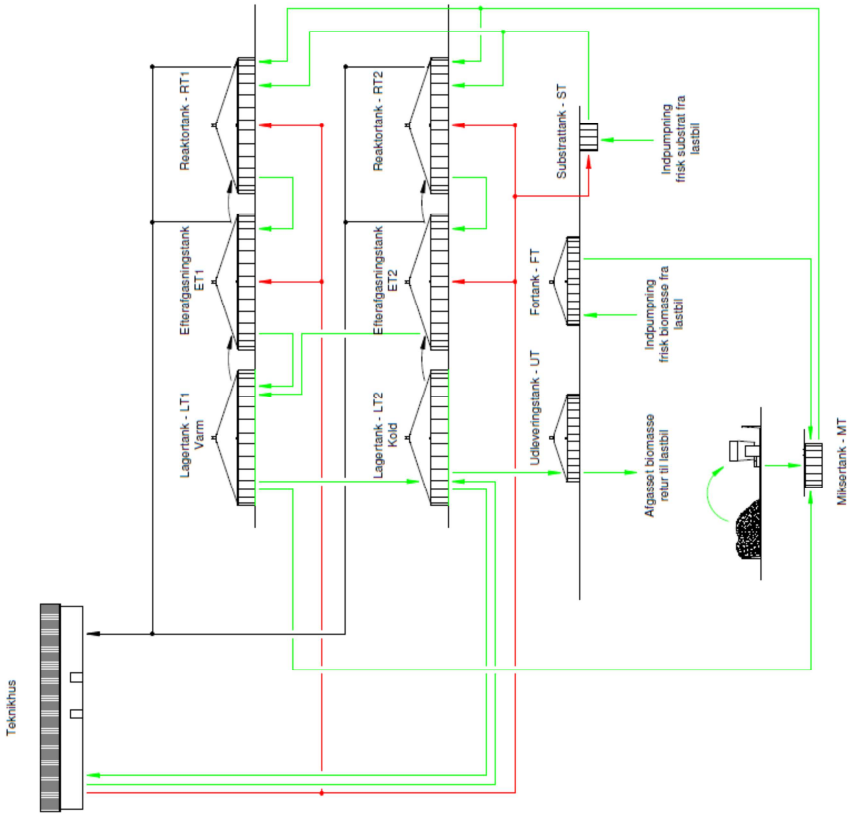 Teknikhus
Lagertank - LT1
Varm
Efterafgasningstank
ET1
Reaktortank - RT1
Lagertank - LT2
Kold
Efterafgasningstank
ET2
Reaktortank - RT2
Udleveringstank - UT
Fortank - FT
Substrattank - ST
Afgasset biomasse
retur til lastbil
Indpumpning
frisk biomasse fra
lastbil
Indpumpning
frisk substrat fra
lastbil
Miksertank - MT